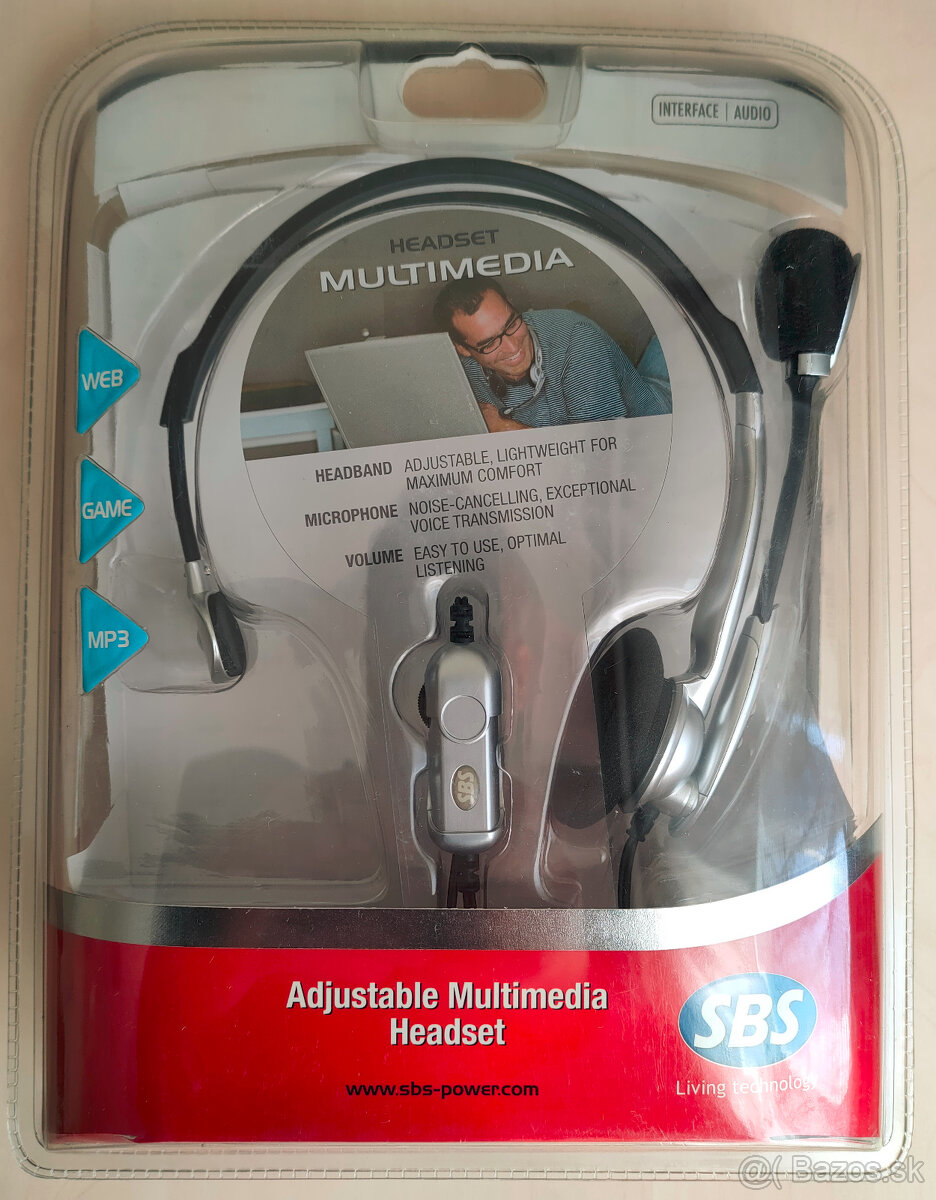 INTERFACE | AUDIO
HEADSET
MULTIMEDIA
WEB
GAME
MP3
HEADBAND ADJUSTABLE, LIGHTWEIGHT FOR
MAXIMUM COMFORT
MICROPHONE NOISE-CANCELLING, EXCEPTIONAL
VOICE TRANSMISSION
VOLUME EASY TO USE, OPTIMAL
LISTENING
SBS
Adjustable Multimedia
Headset
www.sbs-power.com
SBS
Living technology
@( Bazos.sk